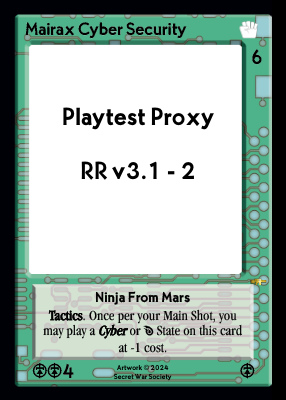 Mairax Cyber Security
6
Playtest Proxy
RR v3.1 - 2
Ninja From Mars
Tactics. Once per your Main Shot, you
may play a Cyber or State on this card
at -1 cost.
4
Artwork © 2024
Secret War Society